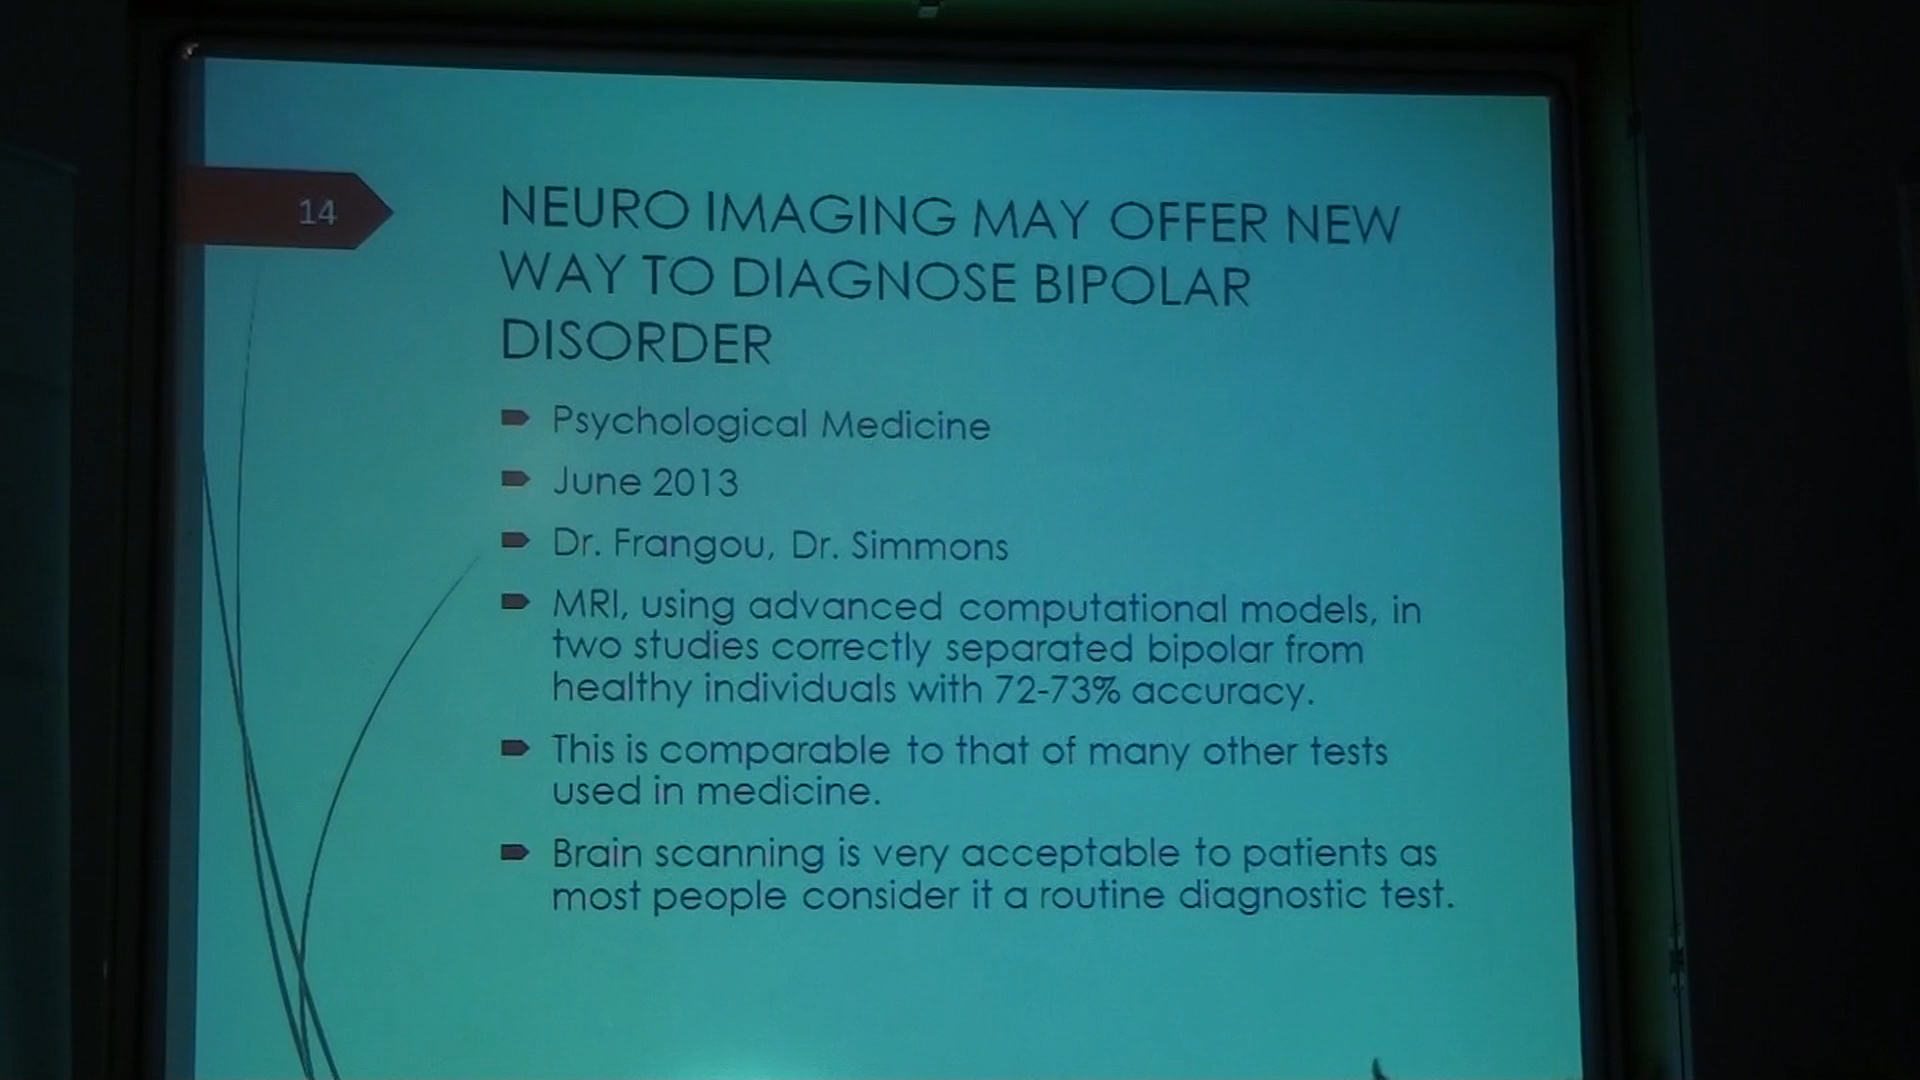 14
NEURO IMAGING MAY OFFER NEW
WAY TO DIAGNOSE BIPOLAR
DISORDER
Psychological Medicine
June 2013
Dr. Frangou, Dr. Simmons
MRI, using advanced computational models, in
two studies correctly separated bipolar from
healthy individuals with 72-73% accuracy.
This is comparable to that of many other tests
used in medicine.
Brain scanning is very acceptable to patients as
most people consider it a routine diagnostic test.